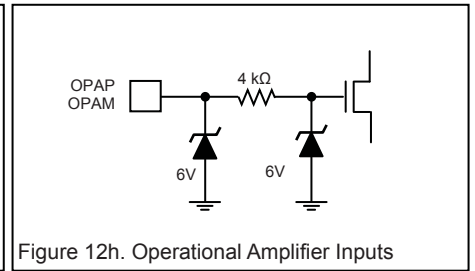 OPAP
OPAM
4 kΩ
6V
6V
Figure 12h. Operational Amplifier Inputs